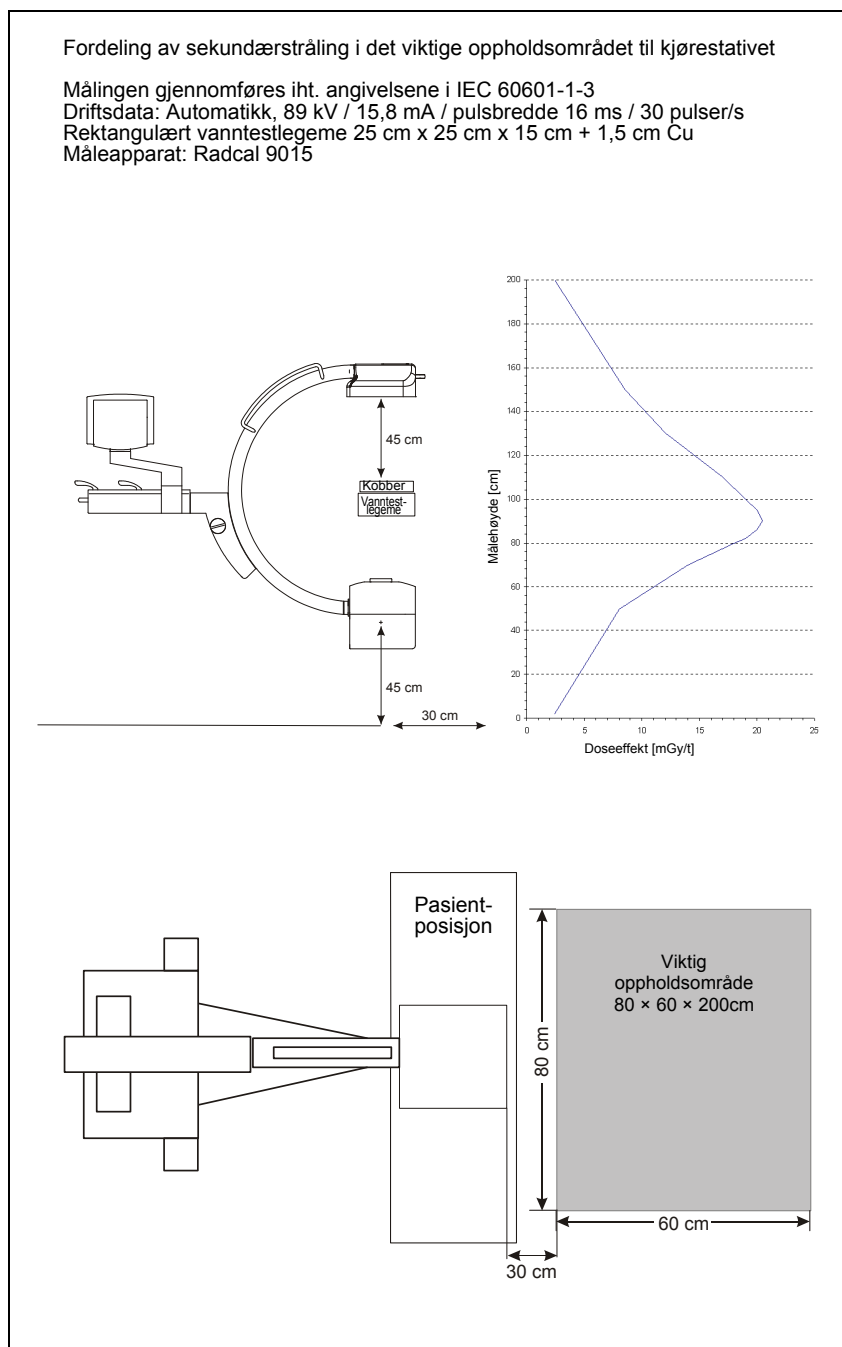 Fordeling av sekundærstråling i det viktige oppholdsområdet til kjørestativet
Målingen gjennomføres iht. angivelsene i IEC 60601-1-3
Driftsdata: Automatikk, 89 kV / 15,8 mA / pulsbredde 16 ms / 30 pulser/s
Rektangulært vanntestlegeme 25 cm x 25 cm x 15 cm + 1,5 cm Cu
Måleapparat: Radcal 9015
45 cm
Kobber
Vanntest-
legeme
45 cm
30 cm
Målehøyde [cm]
200
180
160
140
120
100
80
60
40
20
0
0 5 10 15 20 25
Doseeffekt [mGy/t]
Pasient-
posisjon
Viktig
oppholdsområde
80 × 60 × 200cm
80 cm
60 cm
30 cm